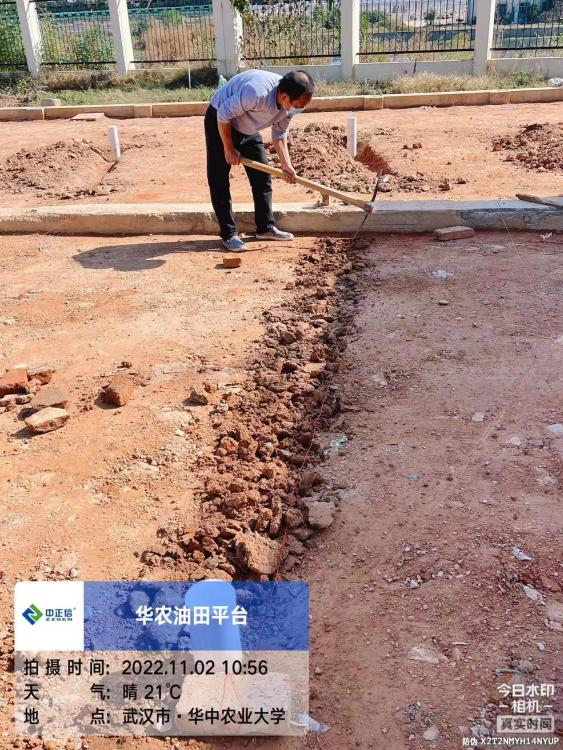 中正信
ZZSEN
华农油田平台
拍摄时间: 2022.11.02 10:56
天气: 晴 21℃
地点: 武汉市·华中农业大学
今日水印
相机
真实时间
防伪 X2T2NMYH14NYUP